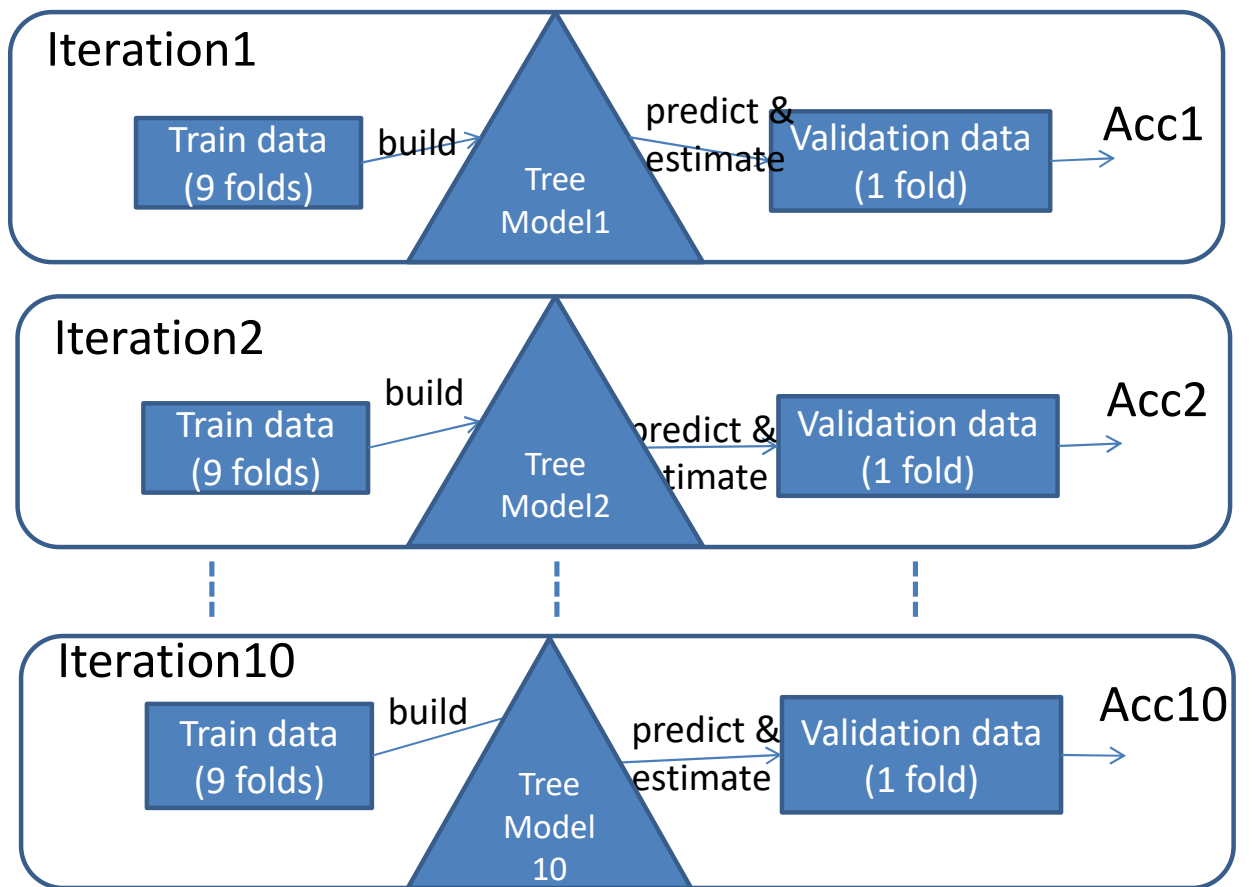 Iteration1
Train data
(9 folds)
build
Tree
Model1
predict &
estimate
Validation data
(1 fold)
Acc1
Iteration2
Train data
(9 folds)
build
Tree
Model2
predict &
timate
Validation data
(1 fold)
Acc2
Iteration10
Train data
(9 folds)
build
Tree
Model
10
predict &
estimate
Validation data
(1 fold)
Acc10